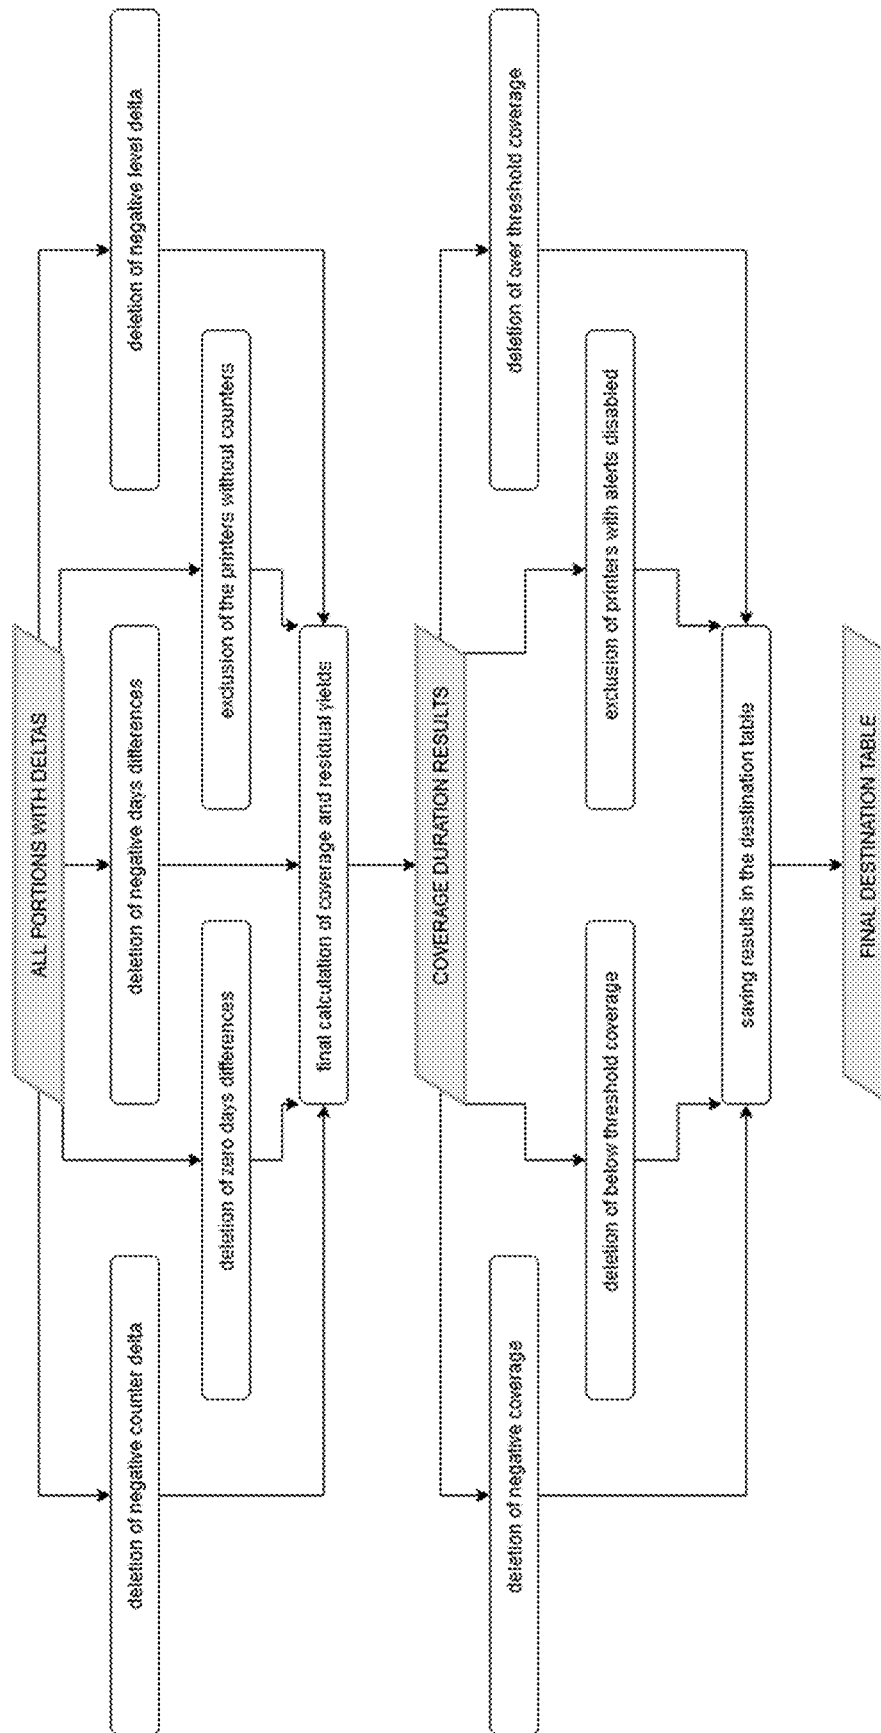 ALL PORTIONS WITH DELTAS
deletion of negative counter delta
deletion of negative days differences
deletion of negative level delta
deletion of zero days differences
exclusion of the printers without counters
final calculation of coverage and residual yields
COVERAGE DURATION RESULTS
deletion of negative coverage
deletion of over threshold coverage
deletion of below threshold coverage
exclusion of printers with alerts disabled
saving results in the destination table
FINAL DESTINATION TABLE